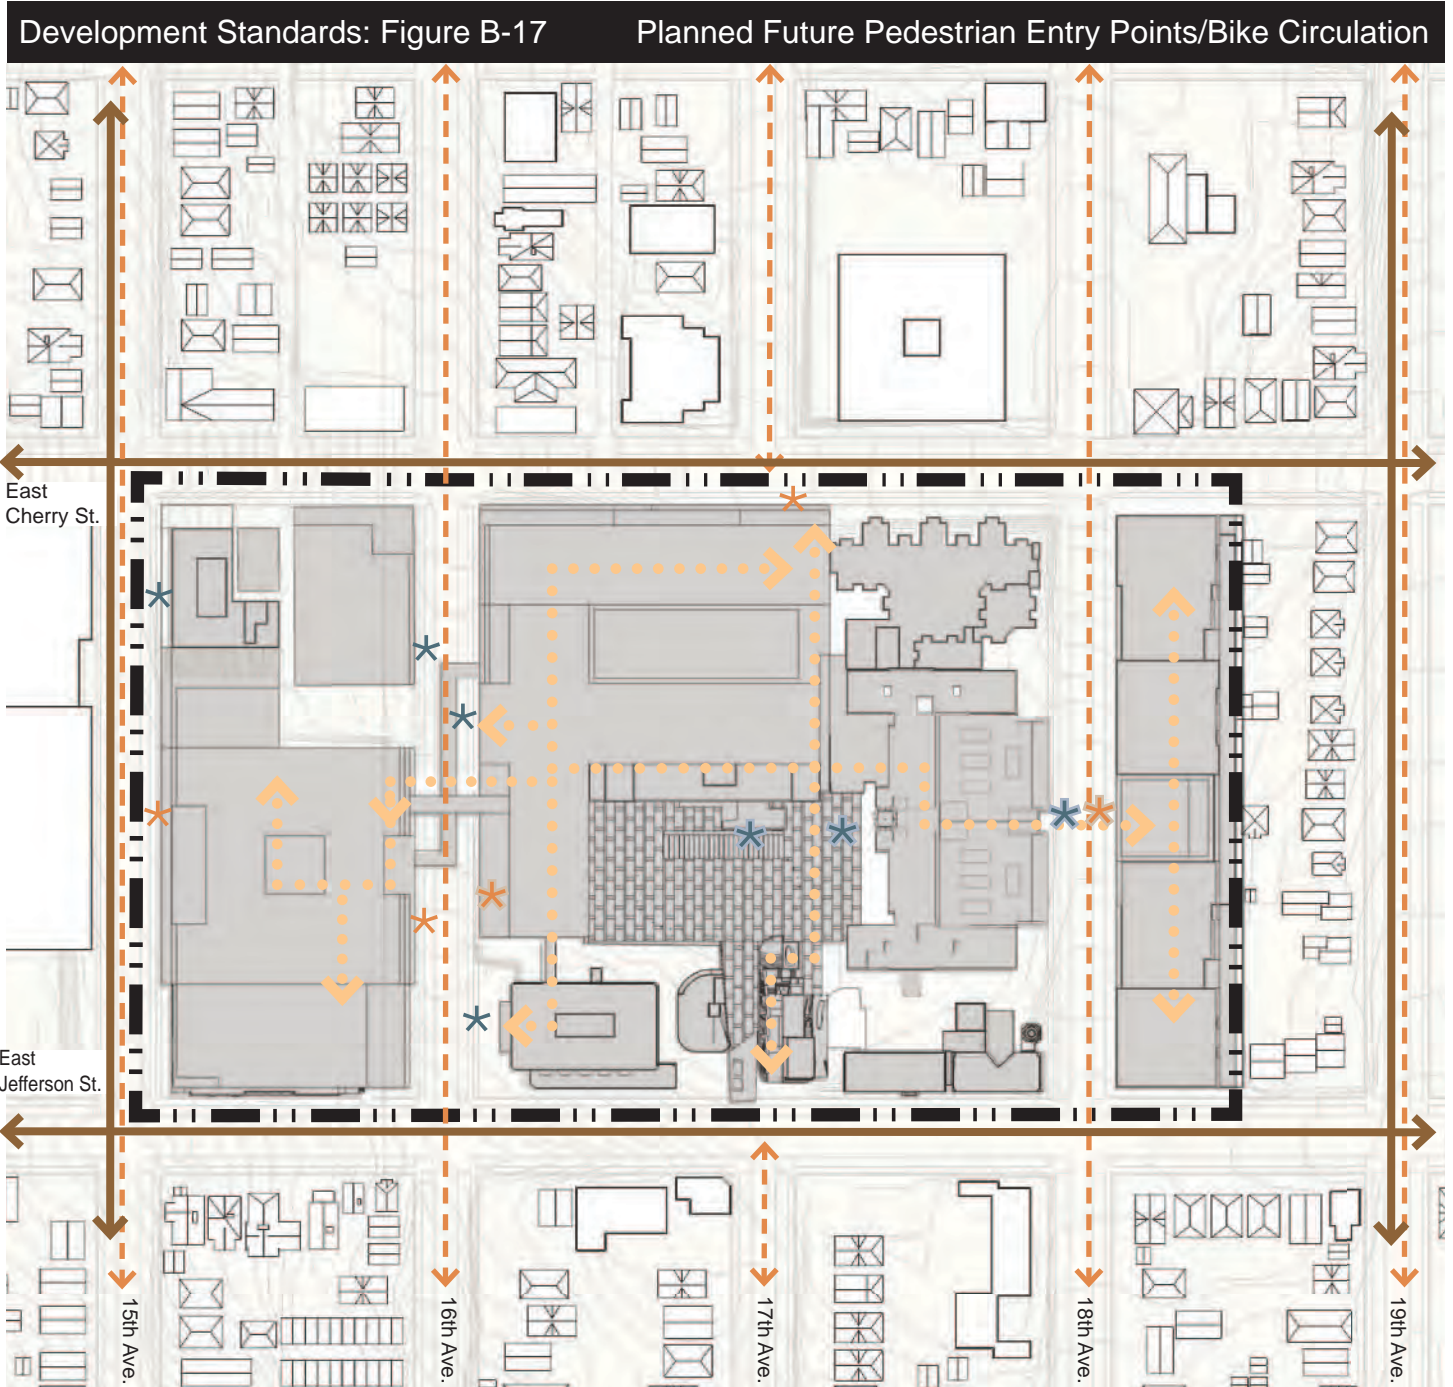 Development Standards: Figure B-17
Planned Future Pedestrian Entry Points/Bike Circulation
East
Cherry St.
East
Jefferson St.
15th Ave.
16th Ave.
17th Ave.
18th Ave.
19th Ave.